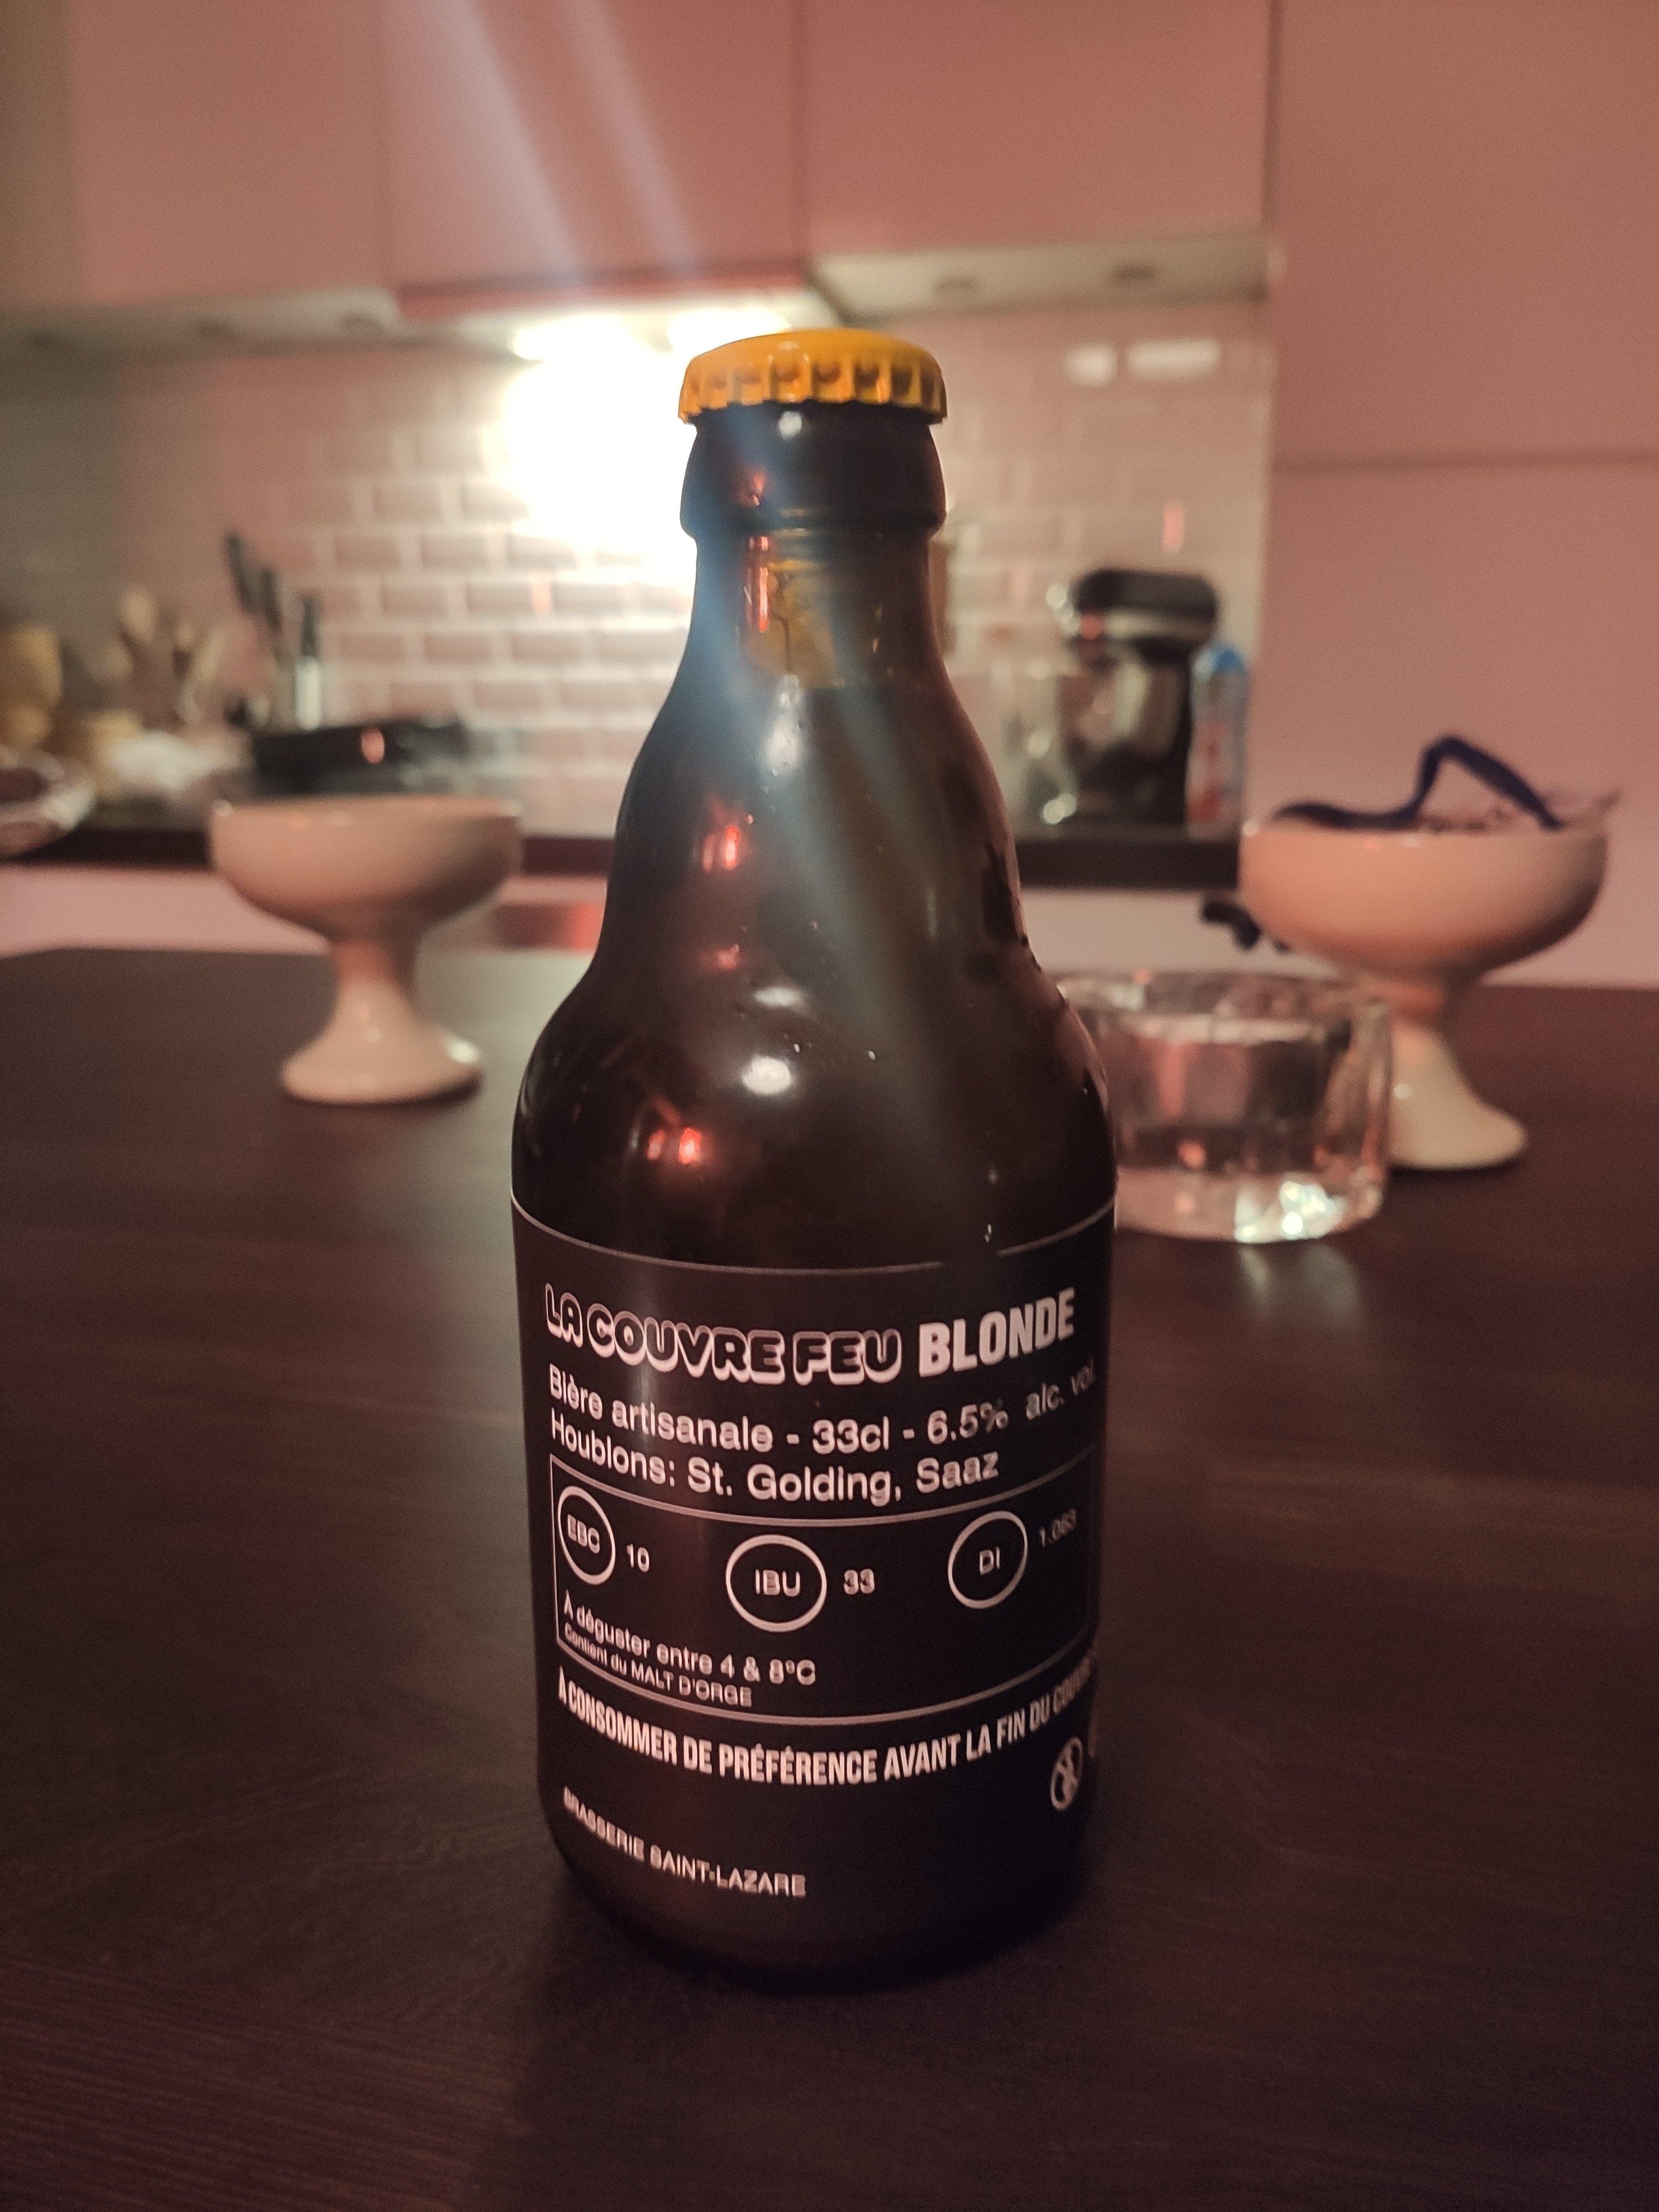 LA COUVRE FEU BLONDE
Bière artisanale - 33cl - 6.5% alc. vol.
Houblons: St. Golding, Saaz
EBC 10 IBU 33 DI 1.063
À déguster entre 4 & 8°C
Contient du MALT D'ORGE
À CONSOMMER DE PRÉFÉRENCE AVANT LA FIN DU
BRASSERIE SAINT-LAZARE